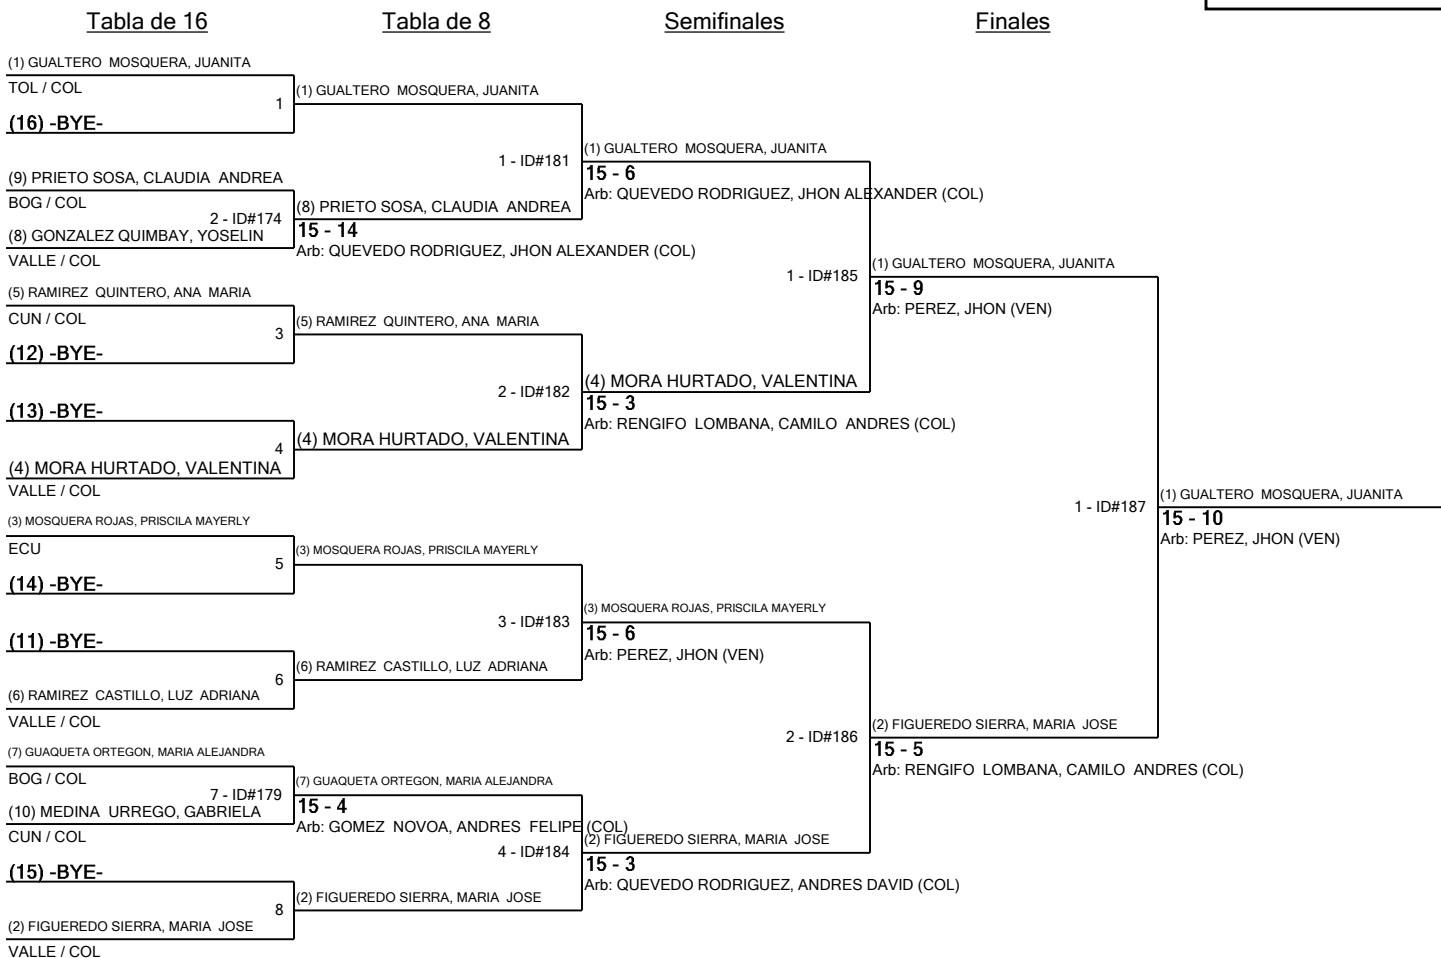 Tabla de 16
Tabla de 8
Semifinales
Finales
(1) GUALTERO MOSQUERA, JUANITA
TOL / COL
1
(16) -BYE-
(9) PRIETO SOSA, CLAUDIA ANDREA
BOG / COL
2 - ID#174
(8) GONZALEZ QUIMBAY, YOSELIN
VALLE / COL
(5) RAMIREZ QUINTERO, ANA MARIA
CUN / COL
3
(12) -BYE-
(13) -BYE-
4
(4) MORA HURTADO, VALENTINA
VALLE / COL
(3) MOSQUERA ROJAS, PRISCILA MAYERLY
ECU
5
(14) -BYE-
(11) -BYE-
6
(6) RAMIREZ CASTILLO, LUZ ADRIANA
VALLE / COL
(7) GUAQUETA ORTEGON, MARIA ALEJANDRA
BOG / COL
7 - ID#179
(10) MEDINA URREGO, GABRIELA
CUN / COL
(15) -BYE-
8
(2) FIGUEREDO SIERRA, MARIA JOSE
VALLE / COL
(1) GUALTERO MOSQUERA, JUANITA
1 - ID#181
(8) PRIETO SOSA, CLAUDIA ANDREA
15 - 14
Arb: QUEVEDO RODRIGUEZ, JHON ALEXANDER (COL)
(5) RAMIREZ QUINTERO, ANA MARIA
2 - ID#182
(4) MORA HURTADO, VALENTINA
(3) MOSQUERA ROJAS, PRISCILA MAYERLY
3 - ID#183
(6) RAMIREZ CASTILLO, LUZ ADRIANA
(7) GUAQUETA ORTEGON, MARIA ALEJANDRA
15 - 4
Arb: GOMEZ NOVOA, ANDRES FELIPE (COL)
4 - ID#184
(2) FIGUEREDO SIERRA, MARIA JOSE
(1) GUALTERO MOSQUERA, JUANITA
15 - 6
Arb: QUEVEDO RODRIGUEZ, JHON ALEXANDER (COL)
1 - ID#185
(4) MORA HURTADO, VALENTINA
15 - 3
Arb: RENGIFO LOMBANA, CAMILO ANDRES (COL)
(3) MOSQUERA ROJAS, PRISCILA MAYERLY
15 - 6
Arb: PEREZ, JHON (VEN)
2 - ID#186
(2) FIGUEREDO SIERRA, MARIA JOSE
15 - 3
Arb: QUEVEDO RODRIGUEZ, ANDRES DAVID (COL)
(1) GUALTERO MOSQUERA, JUANITA
15 - 9
Arb: PEREZ, JHON (VEN)
1 - ID#187
(2) FIGUEREDO SIERRA, MARIA JOSE
15 - 5
Arb: RENGIFO LOMBANA, CAMILO ANDRES (COL)
(1) GUALTERO MOSQUERA, JUANITA
15 - 10
Arb: PEREZ, JHON (VEN)